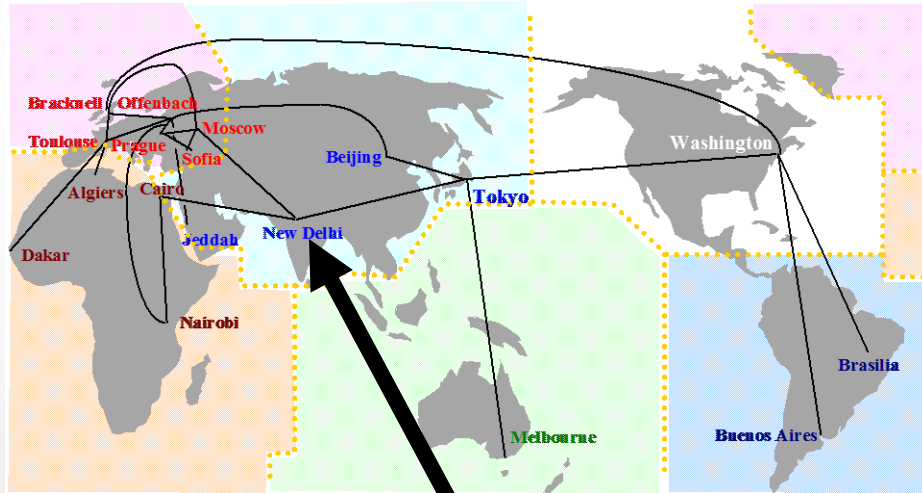 Bracknell Offenbach
Toulouse Prague Moscow
Sofia
Beijing
Washington
Algiers Cairo
Tokyo
Dakar
Jeddah New Delhi
Nairobi
Brasilia
Melbourne
Buenos Aires